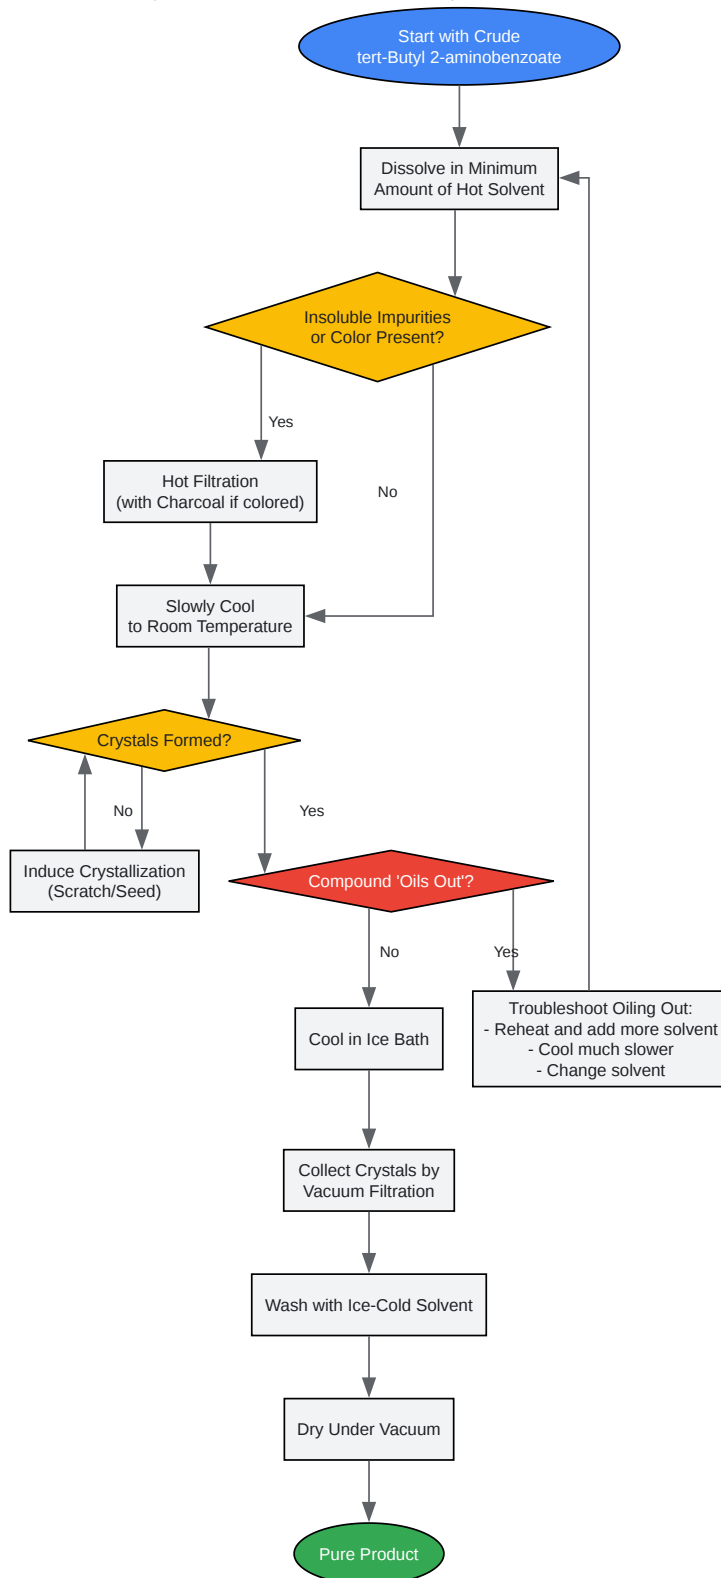 Start with Crude
tert-Butyl 2-aminobenzoate
Dissolve in Minimum
Amount of Hot Solvent
Insoluble Impurities
or Color Present?
Yes
No
Hot Filtration
(with Charcoal if colored)
Slowly Cool
to Room Temperature
Crystals Formed?
No
Yes
Induce Crystallization
(Scratch/Seed)
Compound 'Oils Out'?
No
Yes
Troubleshoot Oiling Out:
- Reheat and add more solvent
- Cool much slower
- Change solvent
Cool in Ice Bath
Collect Crystals by
Vacuum Filtration
Wash with Ice-Cold Solvent
Dry Under Vacuum
Pure Product